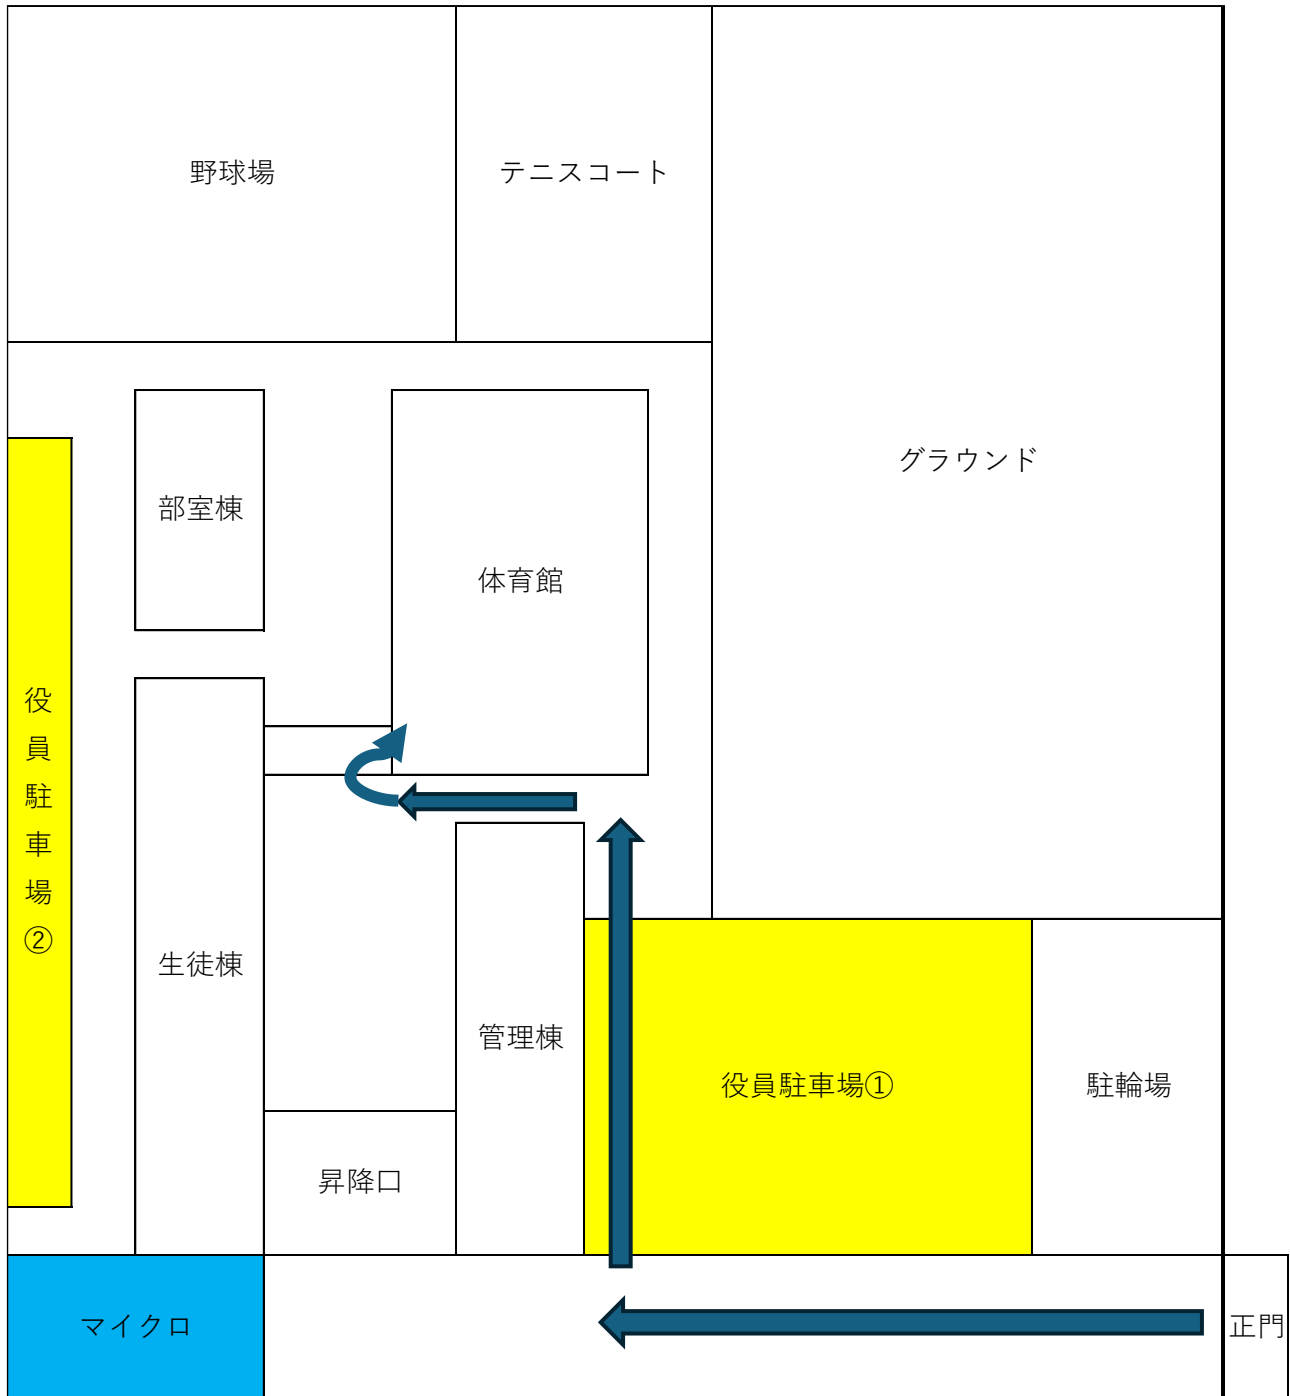 野球場
テニスコート
グラウンド
部室棟
体育館
役員駐車場②
生徒棟
管理棟
役員駐車場①
駐輪場
昇降口
マイクロ
正門